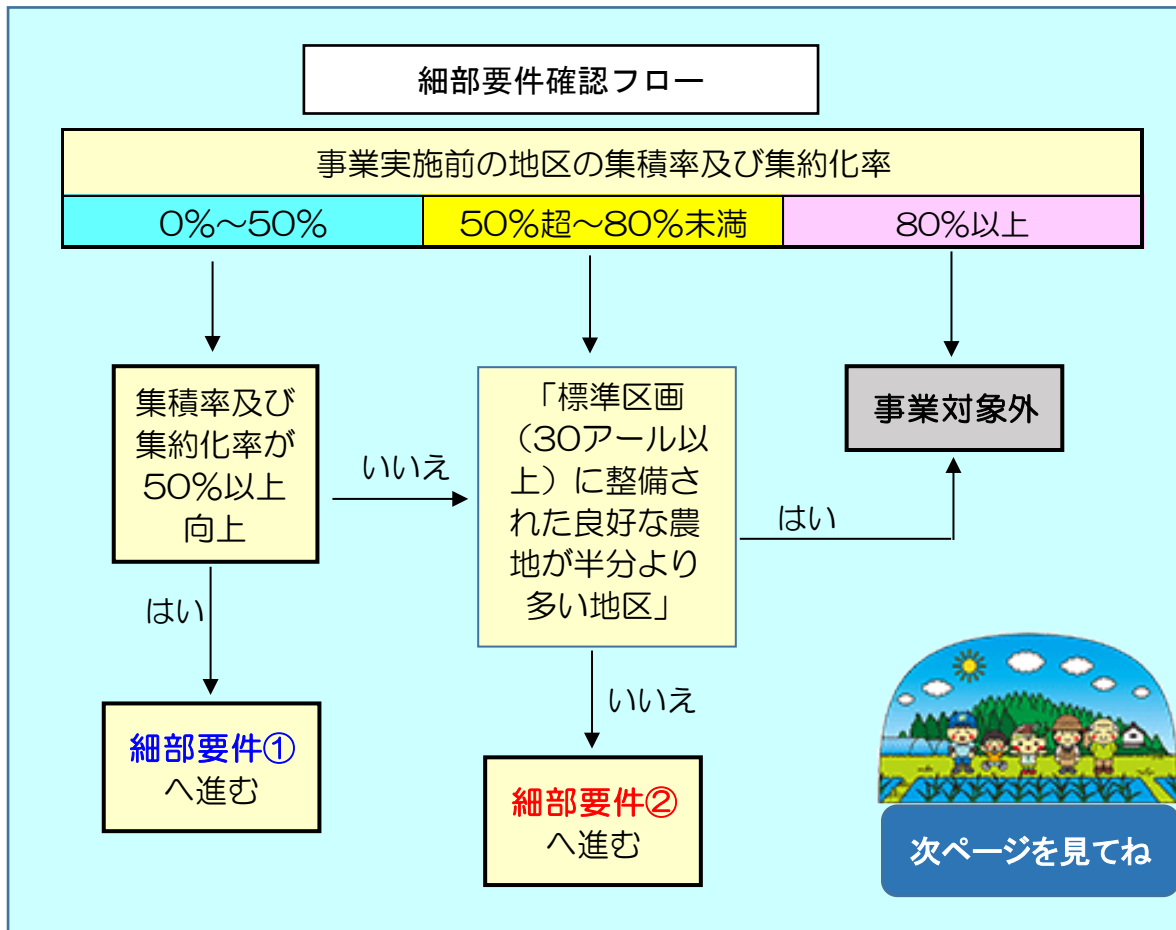 細部要件確認フロー
事業実施前の地区の集積率及び集約化率
0%～50%
50%超～80%未満
80%以上
集積率及び
集約化率が
50%以上
向上
いいえ
「標準区画
（30アール以
上）に整備さ
れた良好な農
地が半分より
多い地区」
はい
事業対象外
はい
細部要件①
へ進む
いいえ
細部要件②
へ進む
次ページを見てね